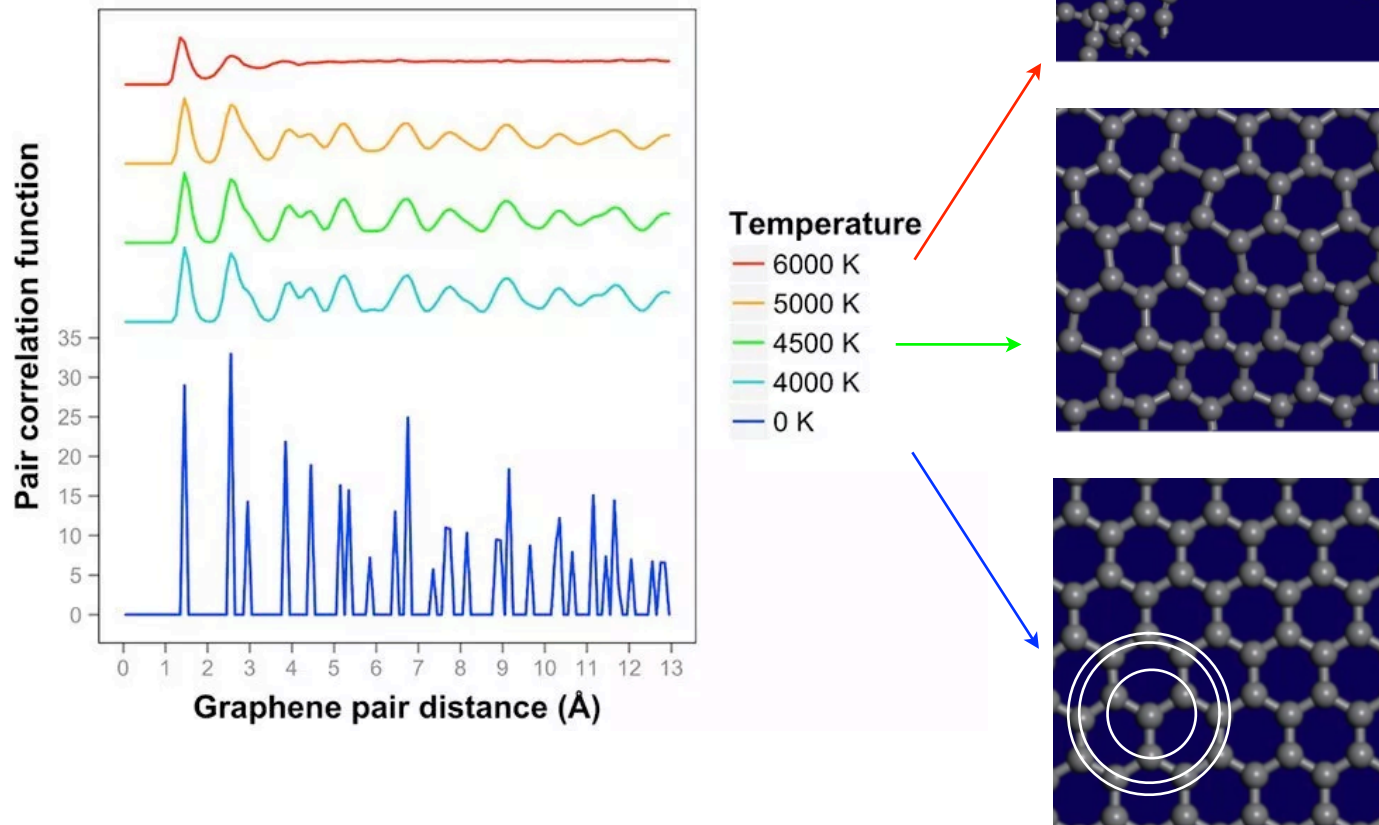 Pair correlation function
35
30
25
20
15
10
5
0
0 1 2 3 4 5 6 7 8 9 10 11 12 13
Graphene pair distance (Å)
Temperature
6000 K
5000 K
4500 K
4000 K
0 K